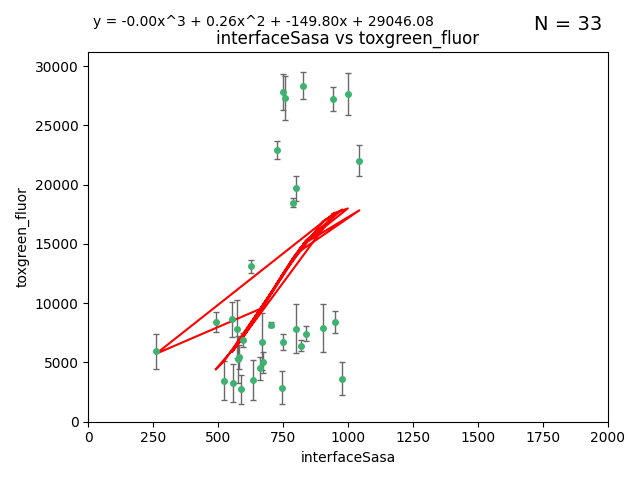 y = -0.00x^3 + 0.26x^2 + -149.80x + 29046.08
N = 33
interfaceSasa vs toxgreen_fluor
30000
25000
20000
15000
10000
5000
0
toxgreen_fluor
0 250 500 750 1000 1250 1500 1750 2000
interfaceSasa